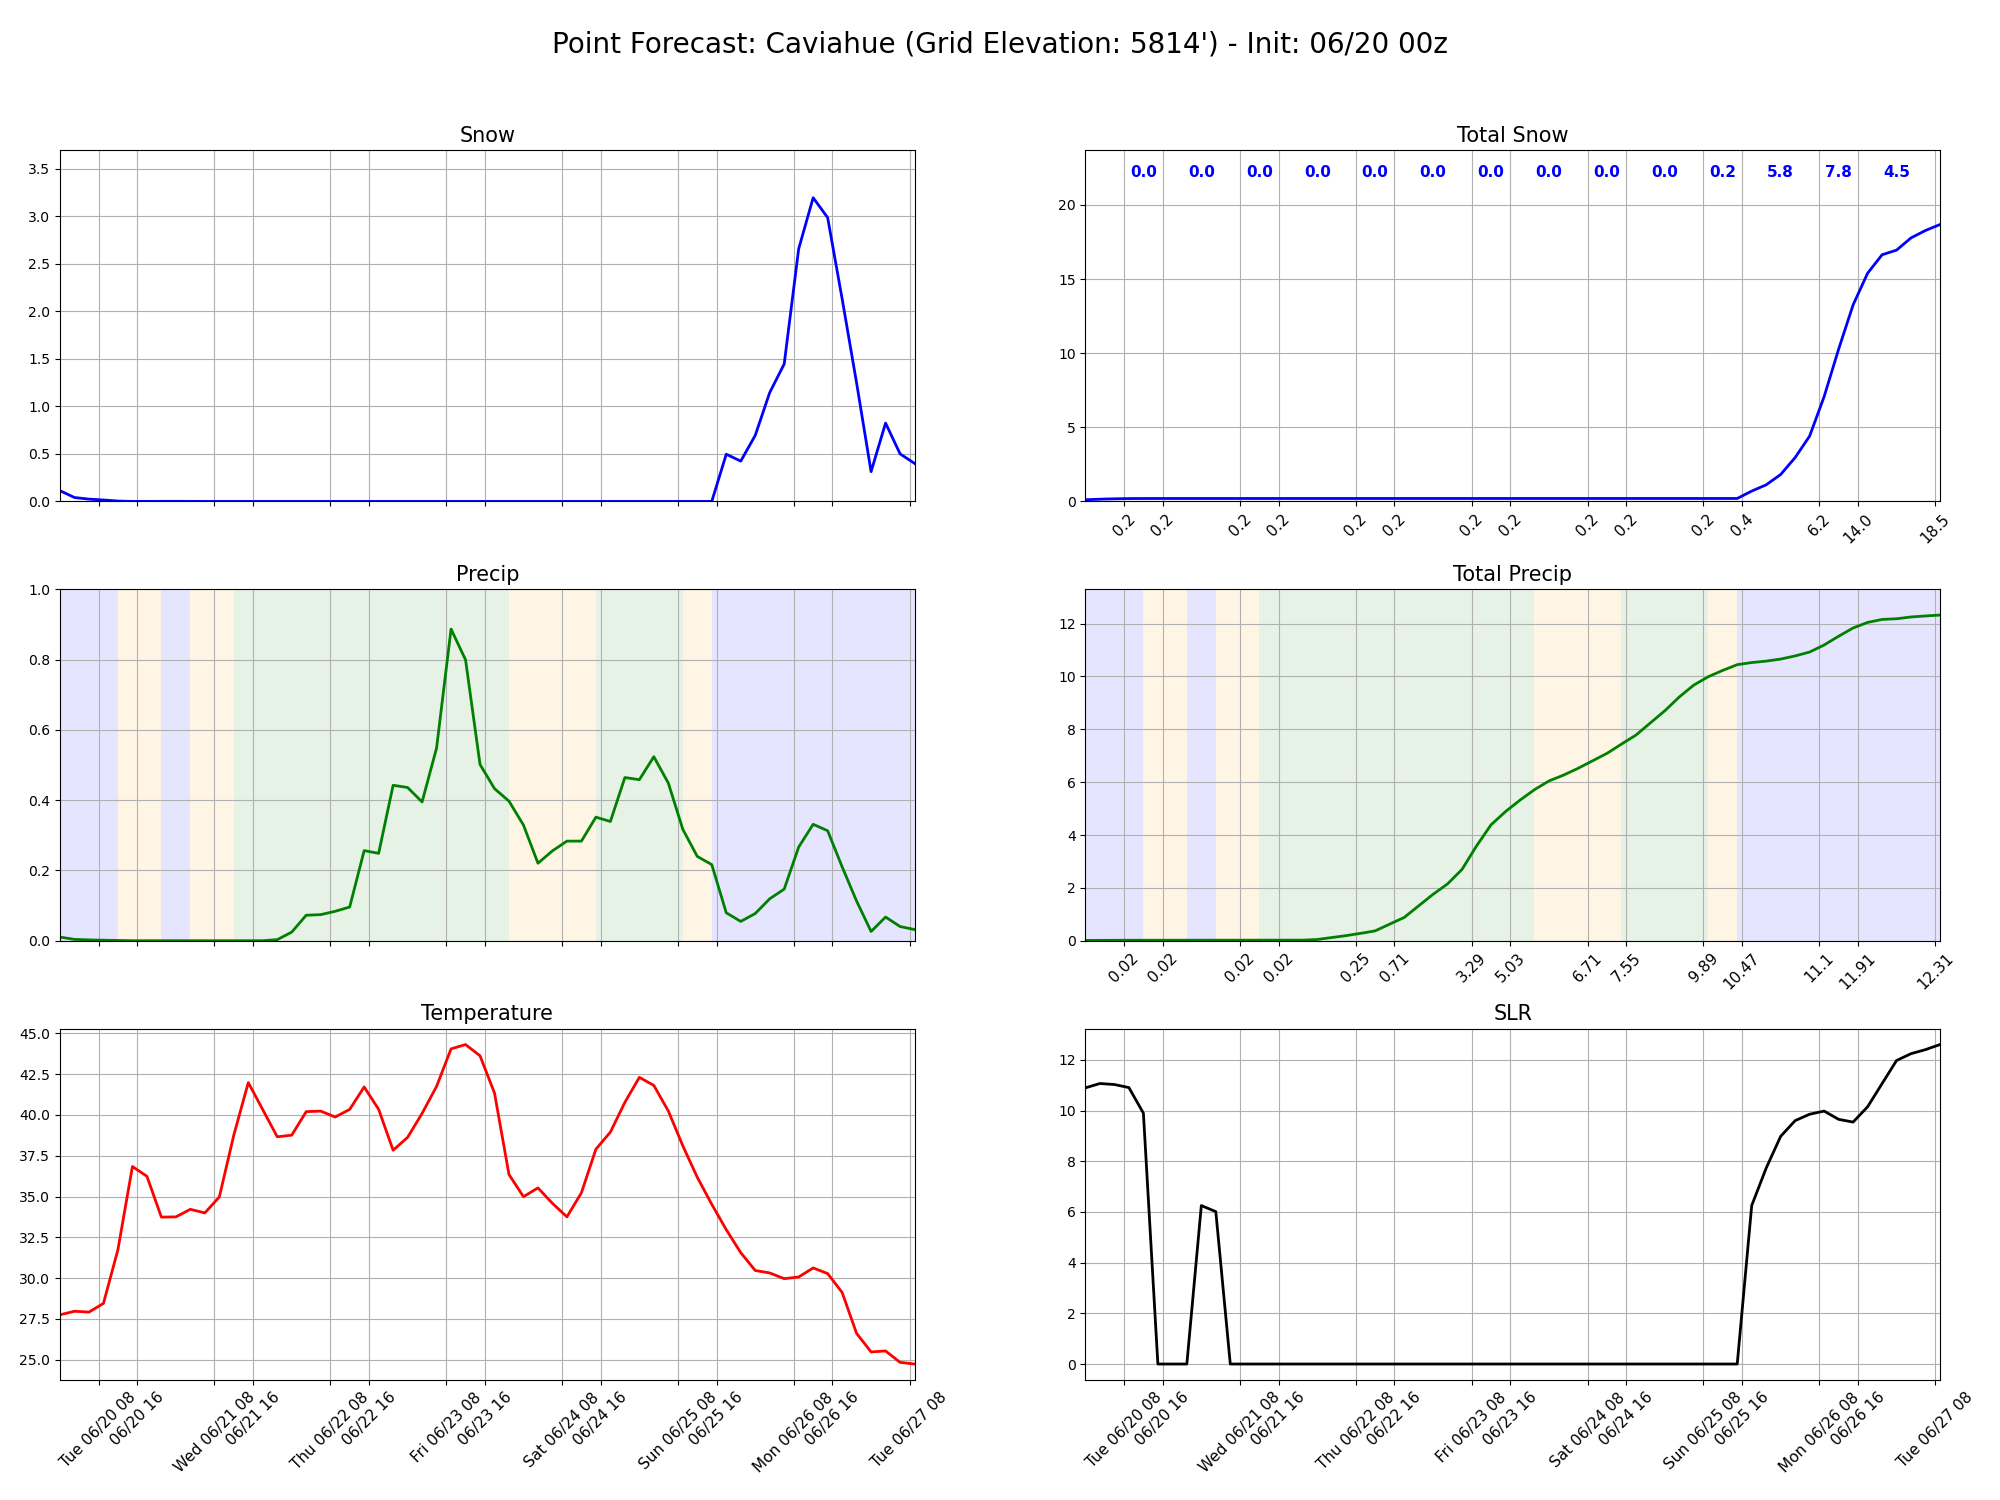 Point Forecast: Caviahue (Grid Elevation: 5814') - Init: 06/20 00z
Snow
3.5
3.0
2.5
2.0
1.5
1.0
0.5
0.0
Total Snow
0.0 0.0 0.0 0.0 0.0 0.0 0.0 0.0 0.0 0.0 0.2 5.8 7.8 4.5
20
15
10
5
0
0.2 0.2 0.2 0.2 0.2 0.2 0.2 0.2 0.2 0.2 0.2 0.4 6.2 14.0 18.5
Precip
1.0
0.8
0.6
0.4
0.2
0.0
Total Precip
12
10
8
6
4
2
0
0.02 0.02 0.02 0.02 0.25 0.71 3.29 5.03 6.71 7.55 9.89 10.47 11.1 11.91 12.31
Temperature
45.0
42.5
40.0
37.5
35.0
32.5
30.0
27.5
25.0
Tue 06/20 08
06/20 16
Wed 06/21 08
06/21 16
Thu 06/22 08
06/22 16
Fri 06/23 08
06/23 16
Sat 06/24 08
06/24 16
Sun 06/25 08
06/25 16
Mon 06/26 08
06/26 16
Tue 06/27 08
SLR
12
10
8
6
4
2
0
Tue 06/20 08
06/20 16
Wed 06/21 08
06/21 16
Thu 06/22 08
06/22 16
Fri 06/23 08
06/23 16
Sat 06/24 08
06/24 16
Sun 06/25 08
06/25 16
Mon 06/26 08
06/26 16
Tue 06/27 08